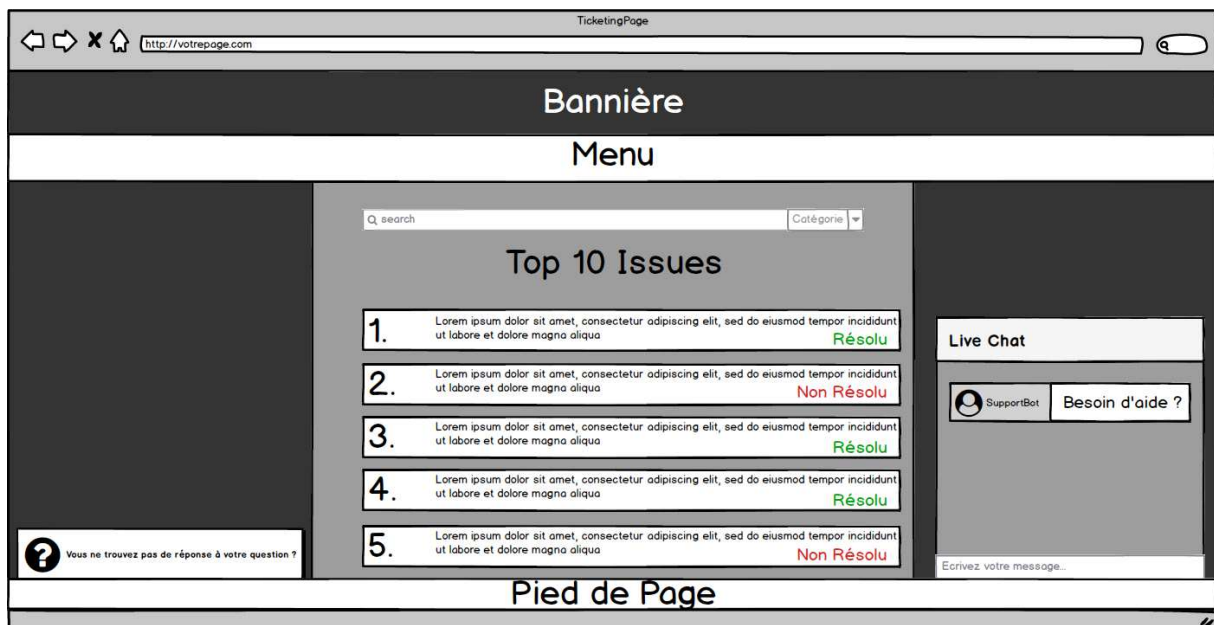 TicketingPage
http://votrepage.com
Bannière
Menu
search
Catégorie
Top 10 Issues
1.
Lorem ipsum dolor sit amet, consectetur adipiscing elit, sed do eiusmod tempor incididunt
ut labore et dolore magna aliqua
Résolu
2.
Lorem ipsum dolor sit amet, consectetur adipiscing elit, sed do eiusmod tempor incididunt
ut labore et dolore magna aliqua
Non Résolu
3.
Lorem ipsum dolor sit amet, consectetur adipiscing elit, sed do eiusmod tempor incididunt
ut labore et dolore magna aliqua
Résolu
4.
Lorem ipsum dolor sit amet, consectetur adipiscing elit, sed do eiusmod tempor incididunt
ut labore et dolore magna aliqua
Résolu
5.
Lorem ipsum dolor sit amet, consectetur adipiscing elit, sed do eiusmod tempor incididunt
ut labore et dolore magna aliqua
Non Résolu
Live Chat
SupportBot
Besoin d'aide ?
Ecrivez votre message...
?
Vous ne trouvez pas de réponse à votre question ?
Pied de Page